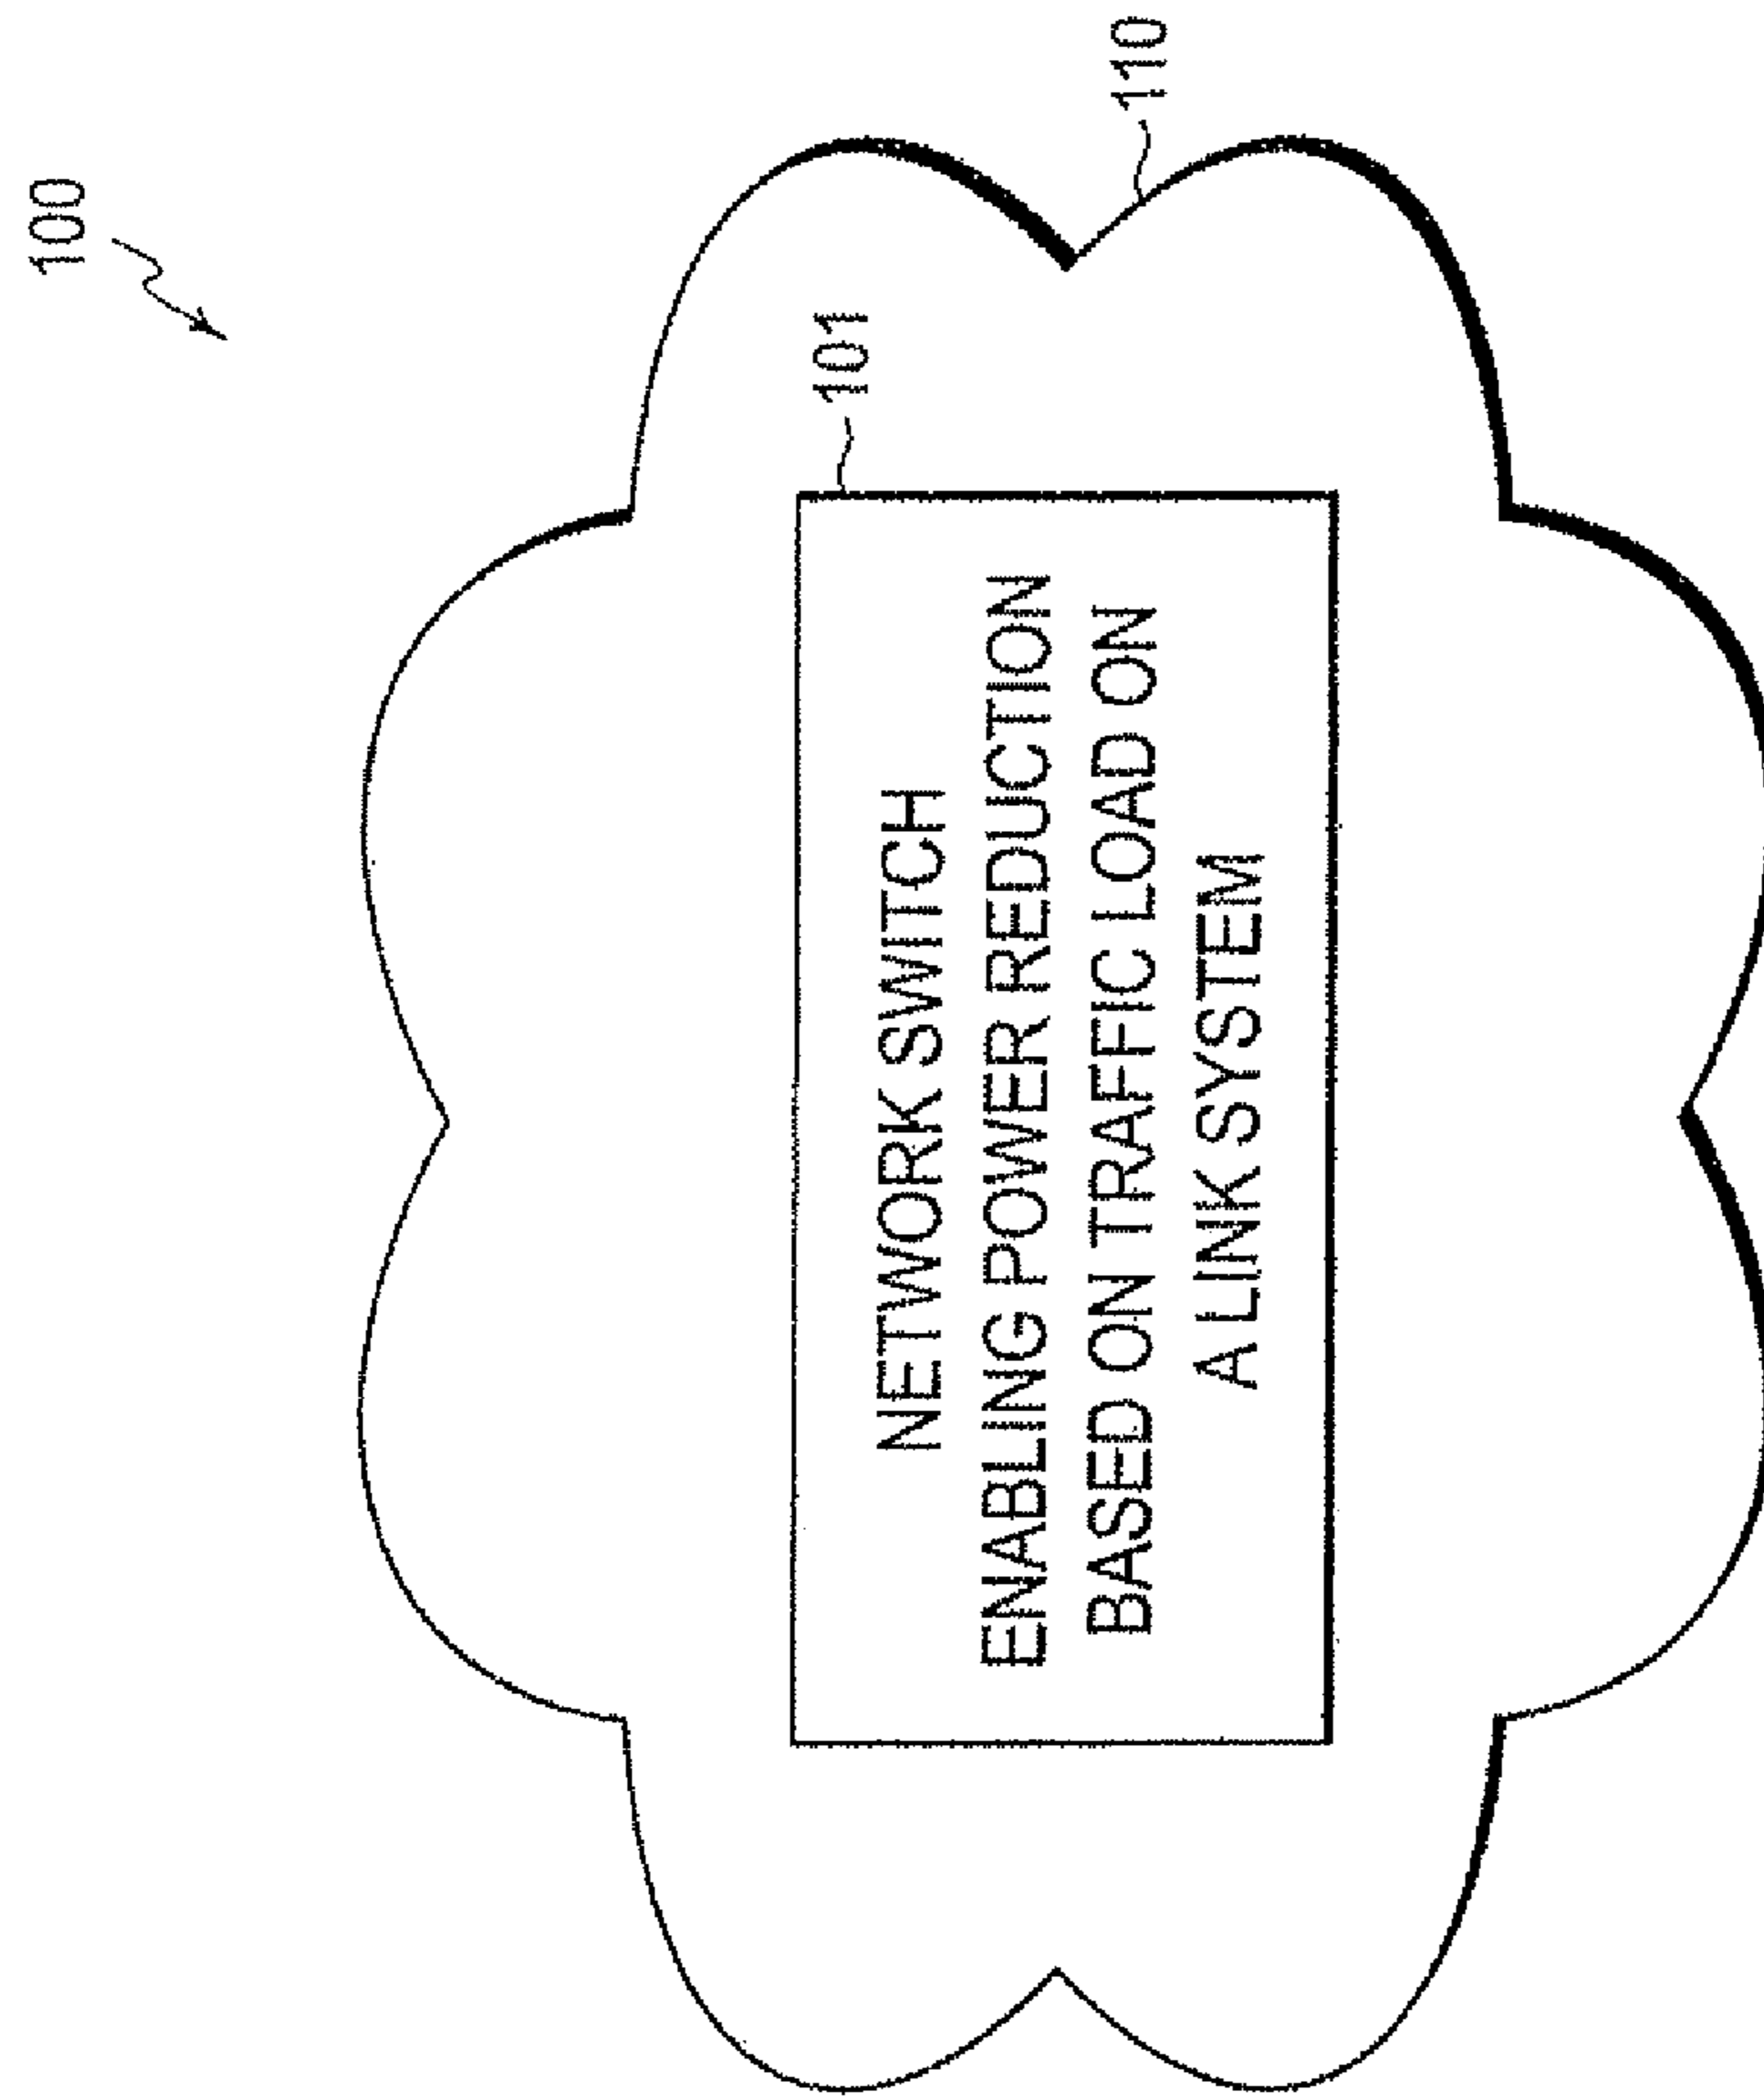 100
101
NETWORK SWITCH
ENABLING POWER REDUCTION
BASED ON TRAFFIC LOAD ON
A LINK SYSTEM
110